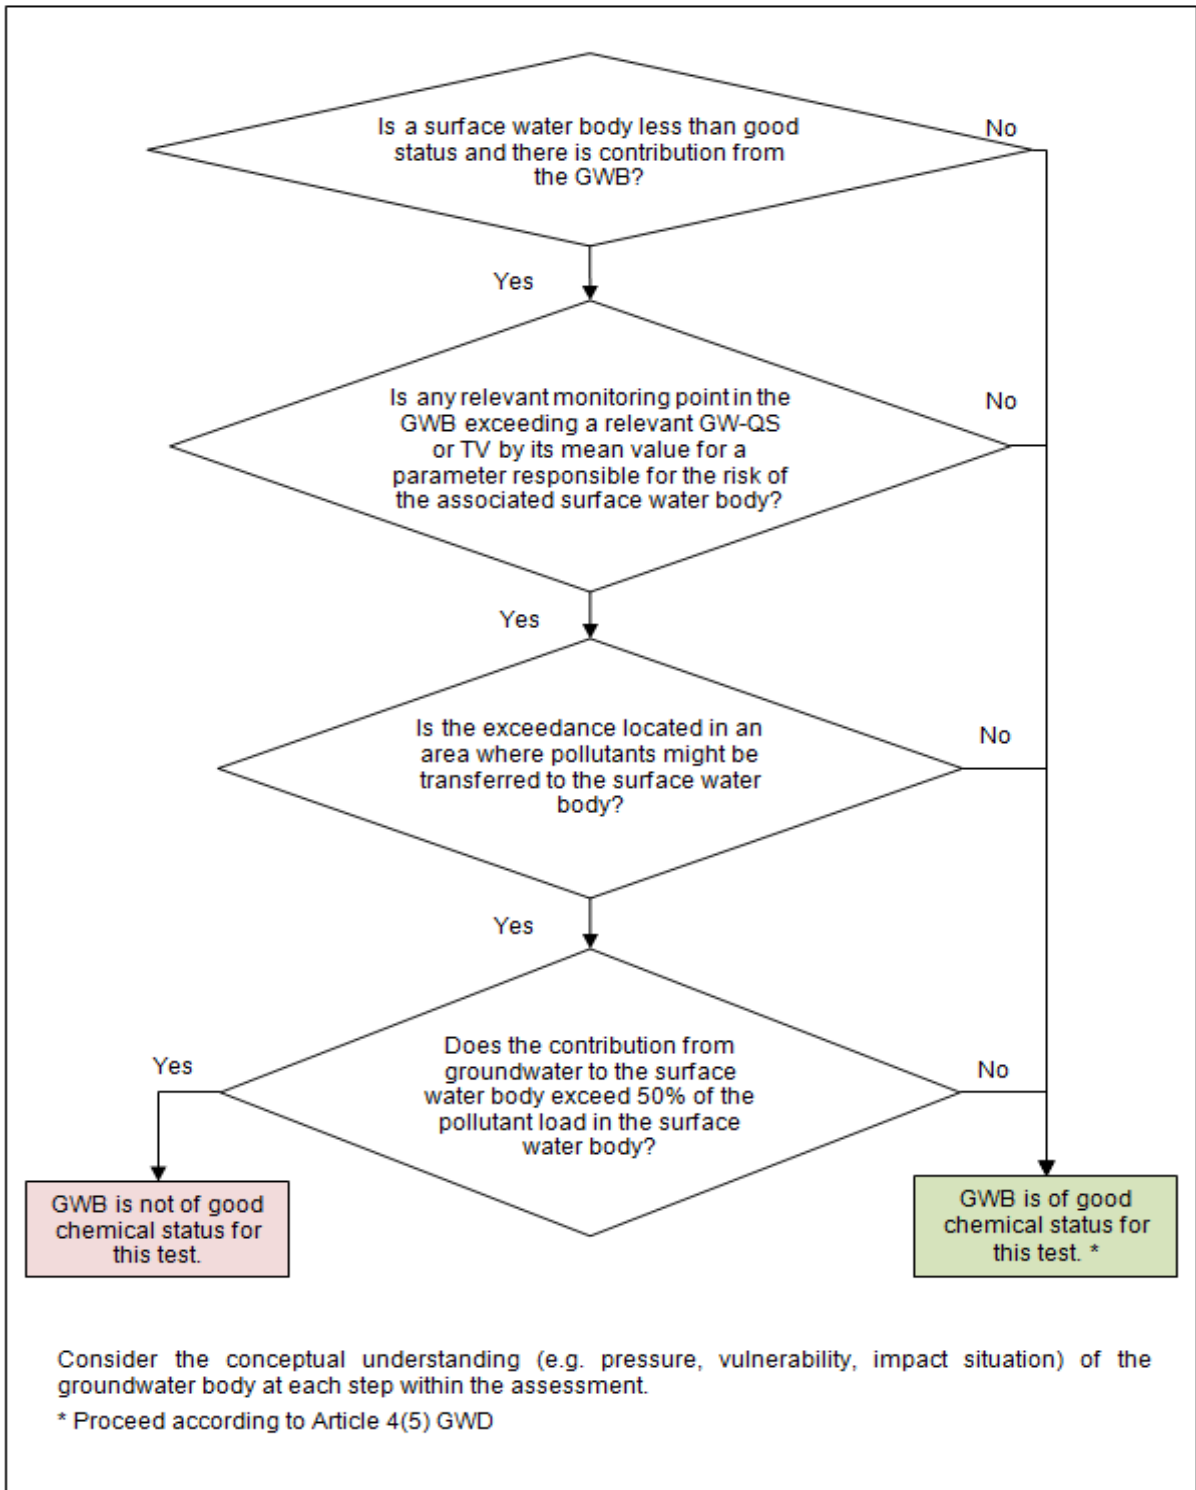 Is a surface water body less than good
status and there is contribution from
the GWB?
No
Yes
Is any relevant monitoring point in the
GWB exceeding a relevant GW-QS
or TV by its mean value for a
parameter responsible for the risk of
the associated surface water body?
No
Yes
Is the exceedance located in an
area where pollutants might be
transferred to the surface water
body?
No
Yes
Does the contribution from
groundwater to the surface
water body exceed 50% of the
pollutant load in the surface
water body?
Yes
No
GWB is not of good
chemical status for
this test.
GWB is of good
chemical status for
this test. *
Consider the conceptual understanding (e.g. pressure, vulnerability, impact situation) of the
groundwater body at each step within the assessment.
* Proceed according to Article 4(5) GWD